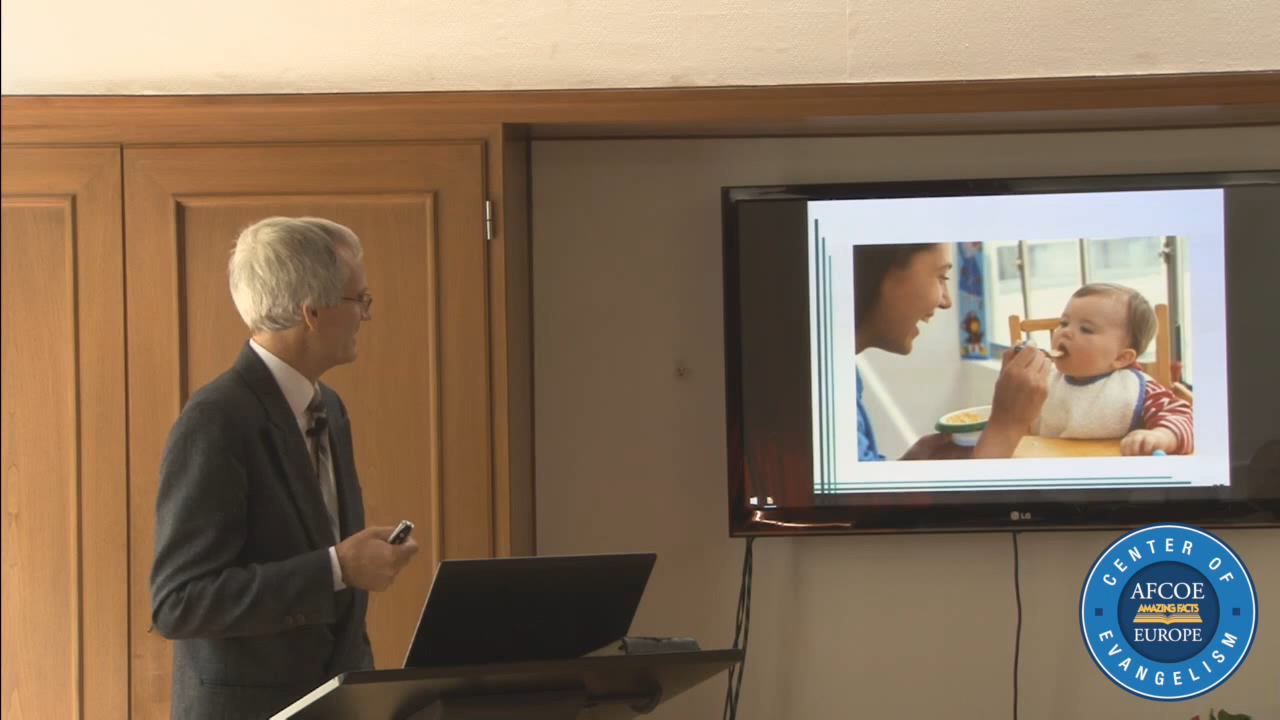 LG
CENTER OF
AFCOE
AMAZING FACTS
EUROPE
EVANGELISM